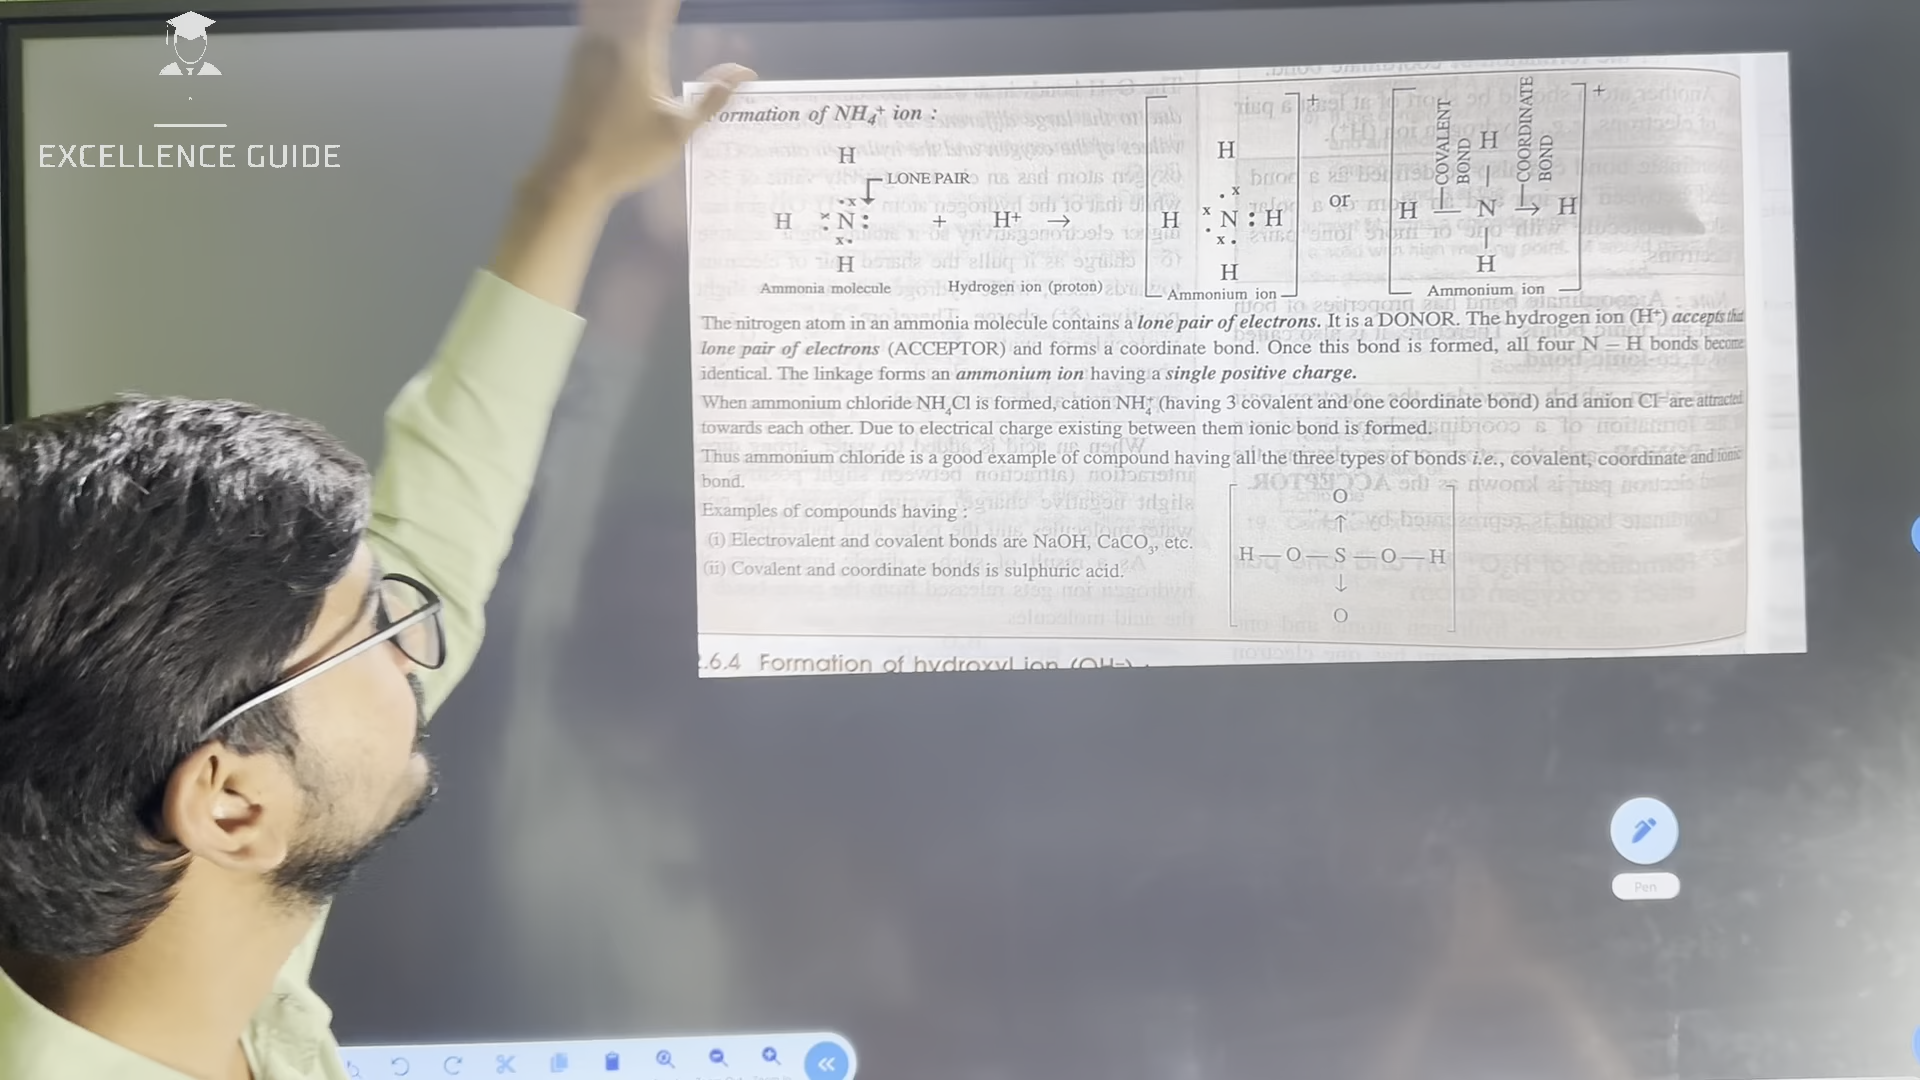 EXCELLENCE GUIDE
ormation of NH₄⁺ ion :
H
LONE PAIR
H N + H⁺ →
H
Ammonia molecule Hydrogen ion (proton)
H
H N H
H
Ammonium ion
+
or
COVALENT BOND
COORDINATE BOND
H
H — N → H
H
Ammonium ion
+
The nitrogen atom in an ammonia molecule contains a lone pair of electrons. It is a DONOR. The hydrogen ion (H⁺) accepts
lone pair of electrons (ACCEPTOR) and forms a coordinate bond. Once this bond is formed, all four N – H bonds become
identical. The linkage forms an ammonium ion having a single positive charge.
When ammonium chloride NH₄Cl is formed, cation NH₄⁺ (having 3 covalent and one coordinate bond) and anion Cl⁻ are attracted
towards each other. Due to electrical charge existing between them ionic bond is formed.
Thus ammonium chloride is a good example of compound having all the three types of bonds i.e., covalent, coordinate and ionic
bond.
Examples of compounds having :
(i) Electrovalent and covalent bonds are NaOH, CaCO₃, etc.
(ii) Covalent and coordinate bonds is sulphuric acid.
O
↑
H — O — S — O — H
↓
O
.6.4 Formation of hydroxyl ion (OH⁻)
Pen